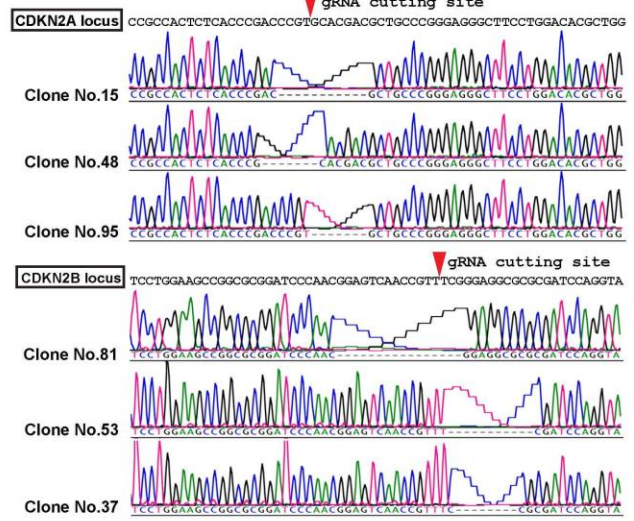 gRNA cutting site
CDKN2A locus CCGCCACTCTCACCCGACCCGTGCACGACGCTGCCCGGGAGGGCTTCCTGGACACGCTGG
Clone No.15 CCGCCACTCTCACCCGAC-----------GCTGCCCGGGAGGGCTTCCTGGACACGCTGG
Clone No.48 CCGCCACTCTCACCCG-------CACGACGCTGCCCGGGAGGGCTTCCTGGACACGCTGG
Clone No.95 CCGCCACTCTCACCCGACCCGT-------GCTGCCCGGGAGGGCTTCCTGGACACGCTGG
gRNA cutting site
CDKN2B locus TCCTGGAAGCCGGCGCGGATCCCAACGGAGTCAACCGTTTCGGGAGGCGCGCGATCCAGGTA
Clone No.81 TCCTGGAAGCCGGCGCGGATCCCAAC----------------GGAGGCGCGCGATCCAGGTA
Clone No.53 TCCTGGAAGCCGGCGCGGATCCCAACGGAGTCAACCGTTT-----------CGATCCAGGTA
Clone No.37 TCCTGGAAGCCGGCGCGGATCCCAACGGAGTCAACCGTTTC--------CGCGATCCAGGTA